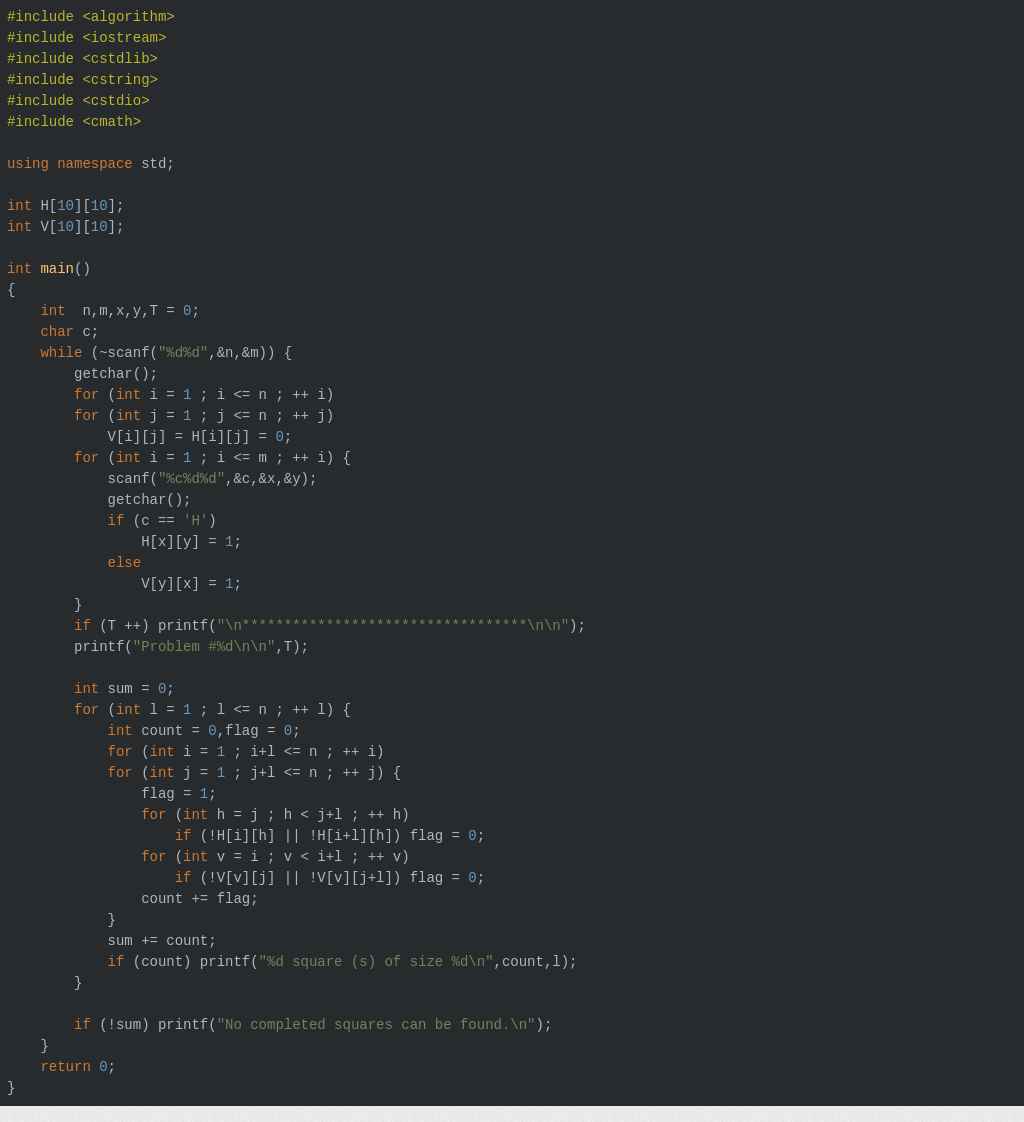 #include <algorithm>
#include <iostream>
#include <cstdlib>
#include <cstring>
#include <cstdio>
#include <cmath>

using namespace std;

int H[10][10];
int V[10][10];

int main()
{
    int  n,m,x,y,T = 0;
    char c;
    while (~scanf("%d%d",&n,&m)) {
        getchar();
        for (int i = 1 ; i <= n ; ++ i)
        for (int j = 1 ; j <= n ; ++ j)
            V[i][j] = H[i][j] = 0;
        for (int i = 1 ; i <= m ; ++ i) {
            scanf("%c%d%d",&c,&x,&y);
            getchar();
            if (c == 'H')
                H[x][y] = 1;
            else
                V[y][x] = 1;
        }
        if (T ++) printf("\n**********************************\n\n");
        printf("Problem #%d\n\n",T);

        int sum = 0;
        for (int l = 1 ; l <= n ; ++ l) {
            int count = 0,flag = 0;
            for (int i = 1 ; i+l <= n ; ++ i)
            for (int j = 1 ; j+l <= n ; ++ j) {
                flag = 1;
                for (int h = j ; h < j+l ; ++ h)
                    if (!H[i][h] || !H[i+l][h]) flag = 0;
                for (int v = i ; v < i+l ; ++ v)
                    if (!V[v][j] || !V[v][j+l]) flag = 0;
                count += flag;
            }
            sum += count;
            if (count) printf("%d square (s) of size %d\n",count,l);
        }

        if (!sum) printf("No completed squares can be found.\n");
    }
    return 0;
}